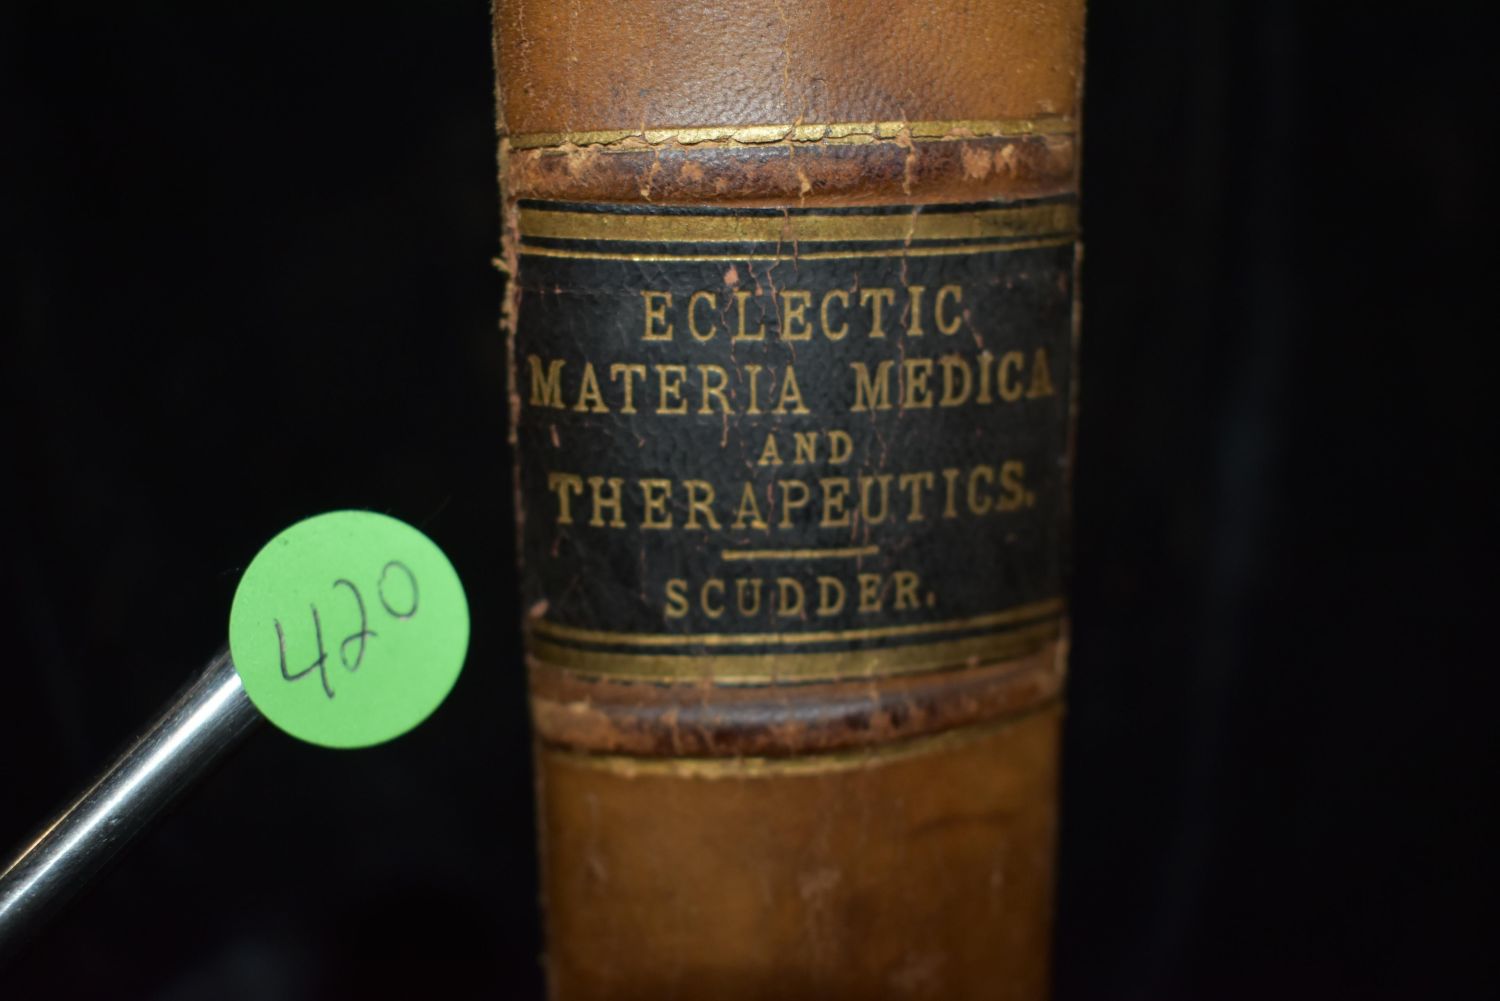 ECLECTIC
MATERIA MEDICA
AND
THERAPEUTICS.
SCUDDER.
420